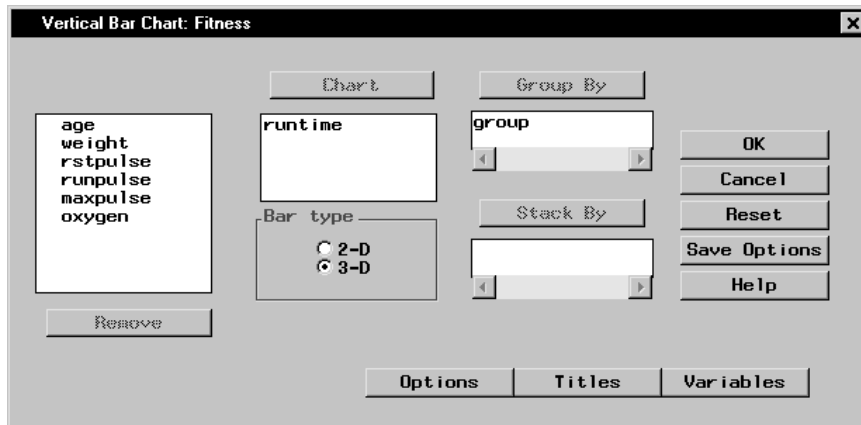 Vertical Bar Chart: Fitness
Chart
Group By
age
weight
rstpulse
runpulse
maxpulse
oxygen
runtime
group
OK
Cancel
Reset
Save Options
Help
Bar type
2-D
3-D
Stack By
Remove
Options
Titles
Variables